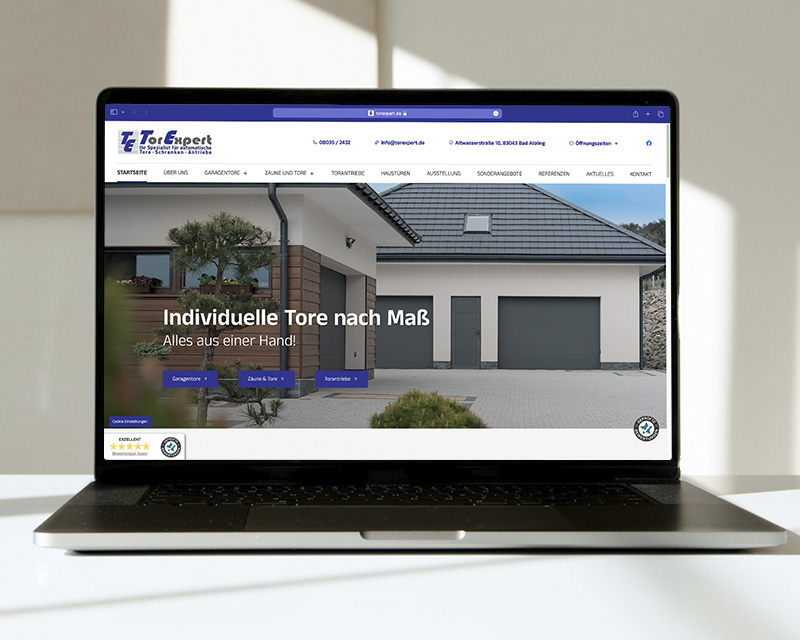 torexpert.de
TE TorExpert
Ihr Spezialist für automatische
Tore-Schranken-Antriebe
08035 / 2432
info@torexpert.de
Altwasserstraße 10, 83043 Bad Aibling
Öffnungszeiten
STARTSEITE ÜBER UNS GARAGENTORE + ZÄUNE UND TORE + TORANTRIEBE HAUSTÜREN AUSSTELLUNG SONDERANGEBOTE REFERENZEN AKTUELLES KONTAKT
Individuelle Tore nach Maß
Alles aus einer Hand!
Garagentore
Zäune & Tore
Torantriebe
Cookie Einstellungen
EXZELLENT
Bewertungen lesen